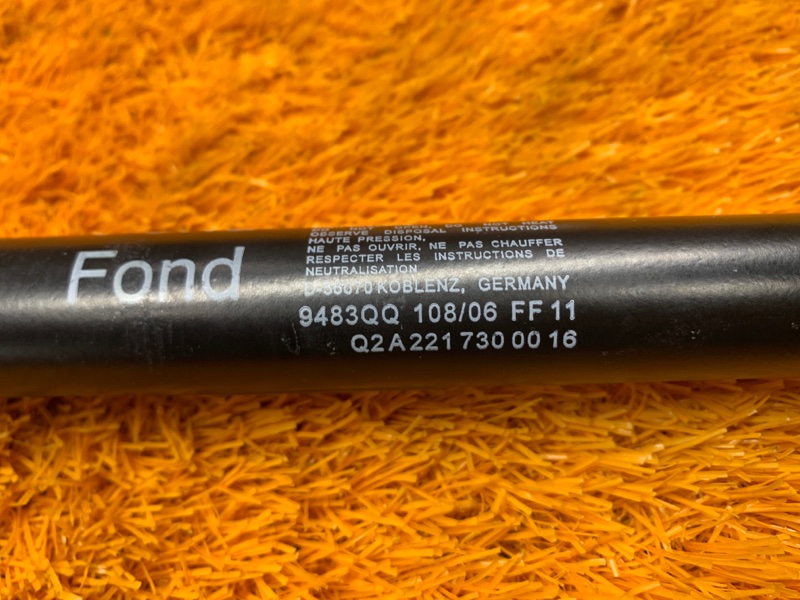 Fond
OBSERVE DISPOSAL INSTRUCTIONS
HAUTE PRESSION,
NE PAS OUVRIR, NE PAS CHAUFFER
RESPECTER LES INSTRUCTIONS DE
NEUTRALISATION
D-56070 KOBLENZ, GERMANY
9483QQ 108/06 FF 11
Q2 A 221 730 00 16